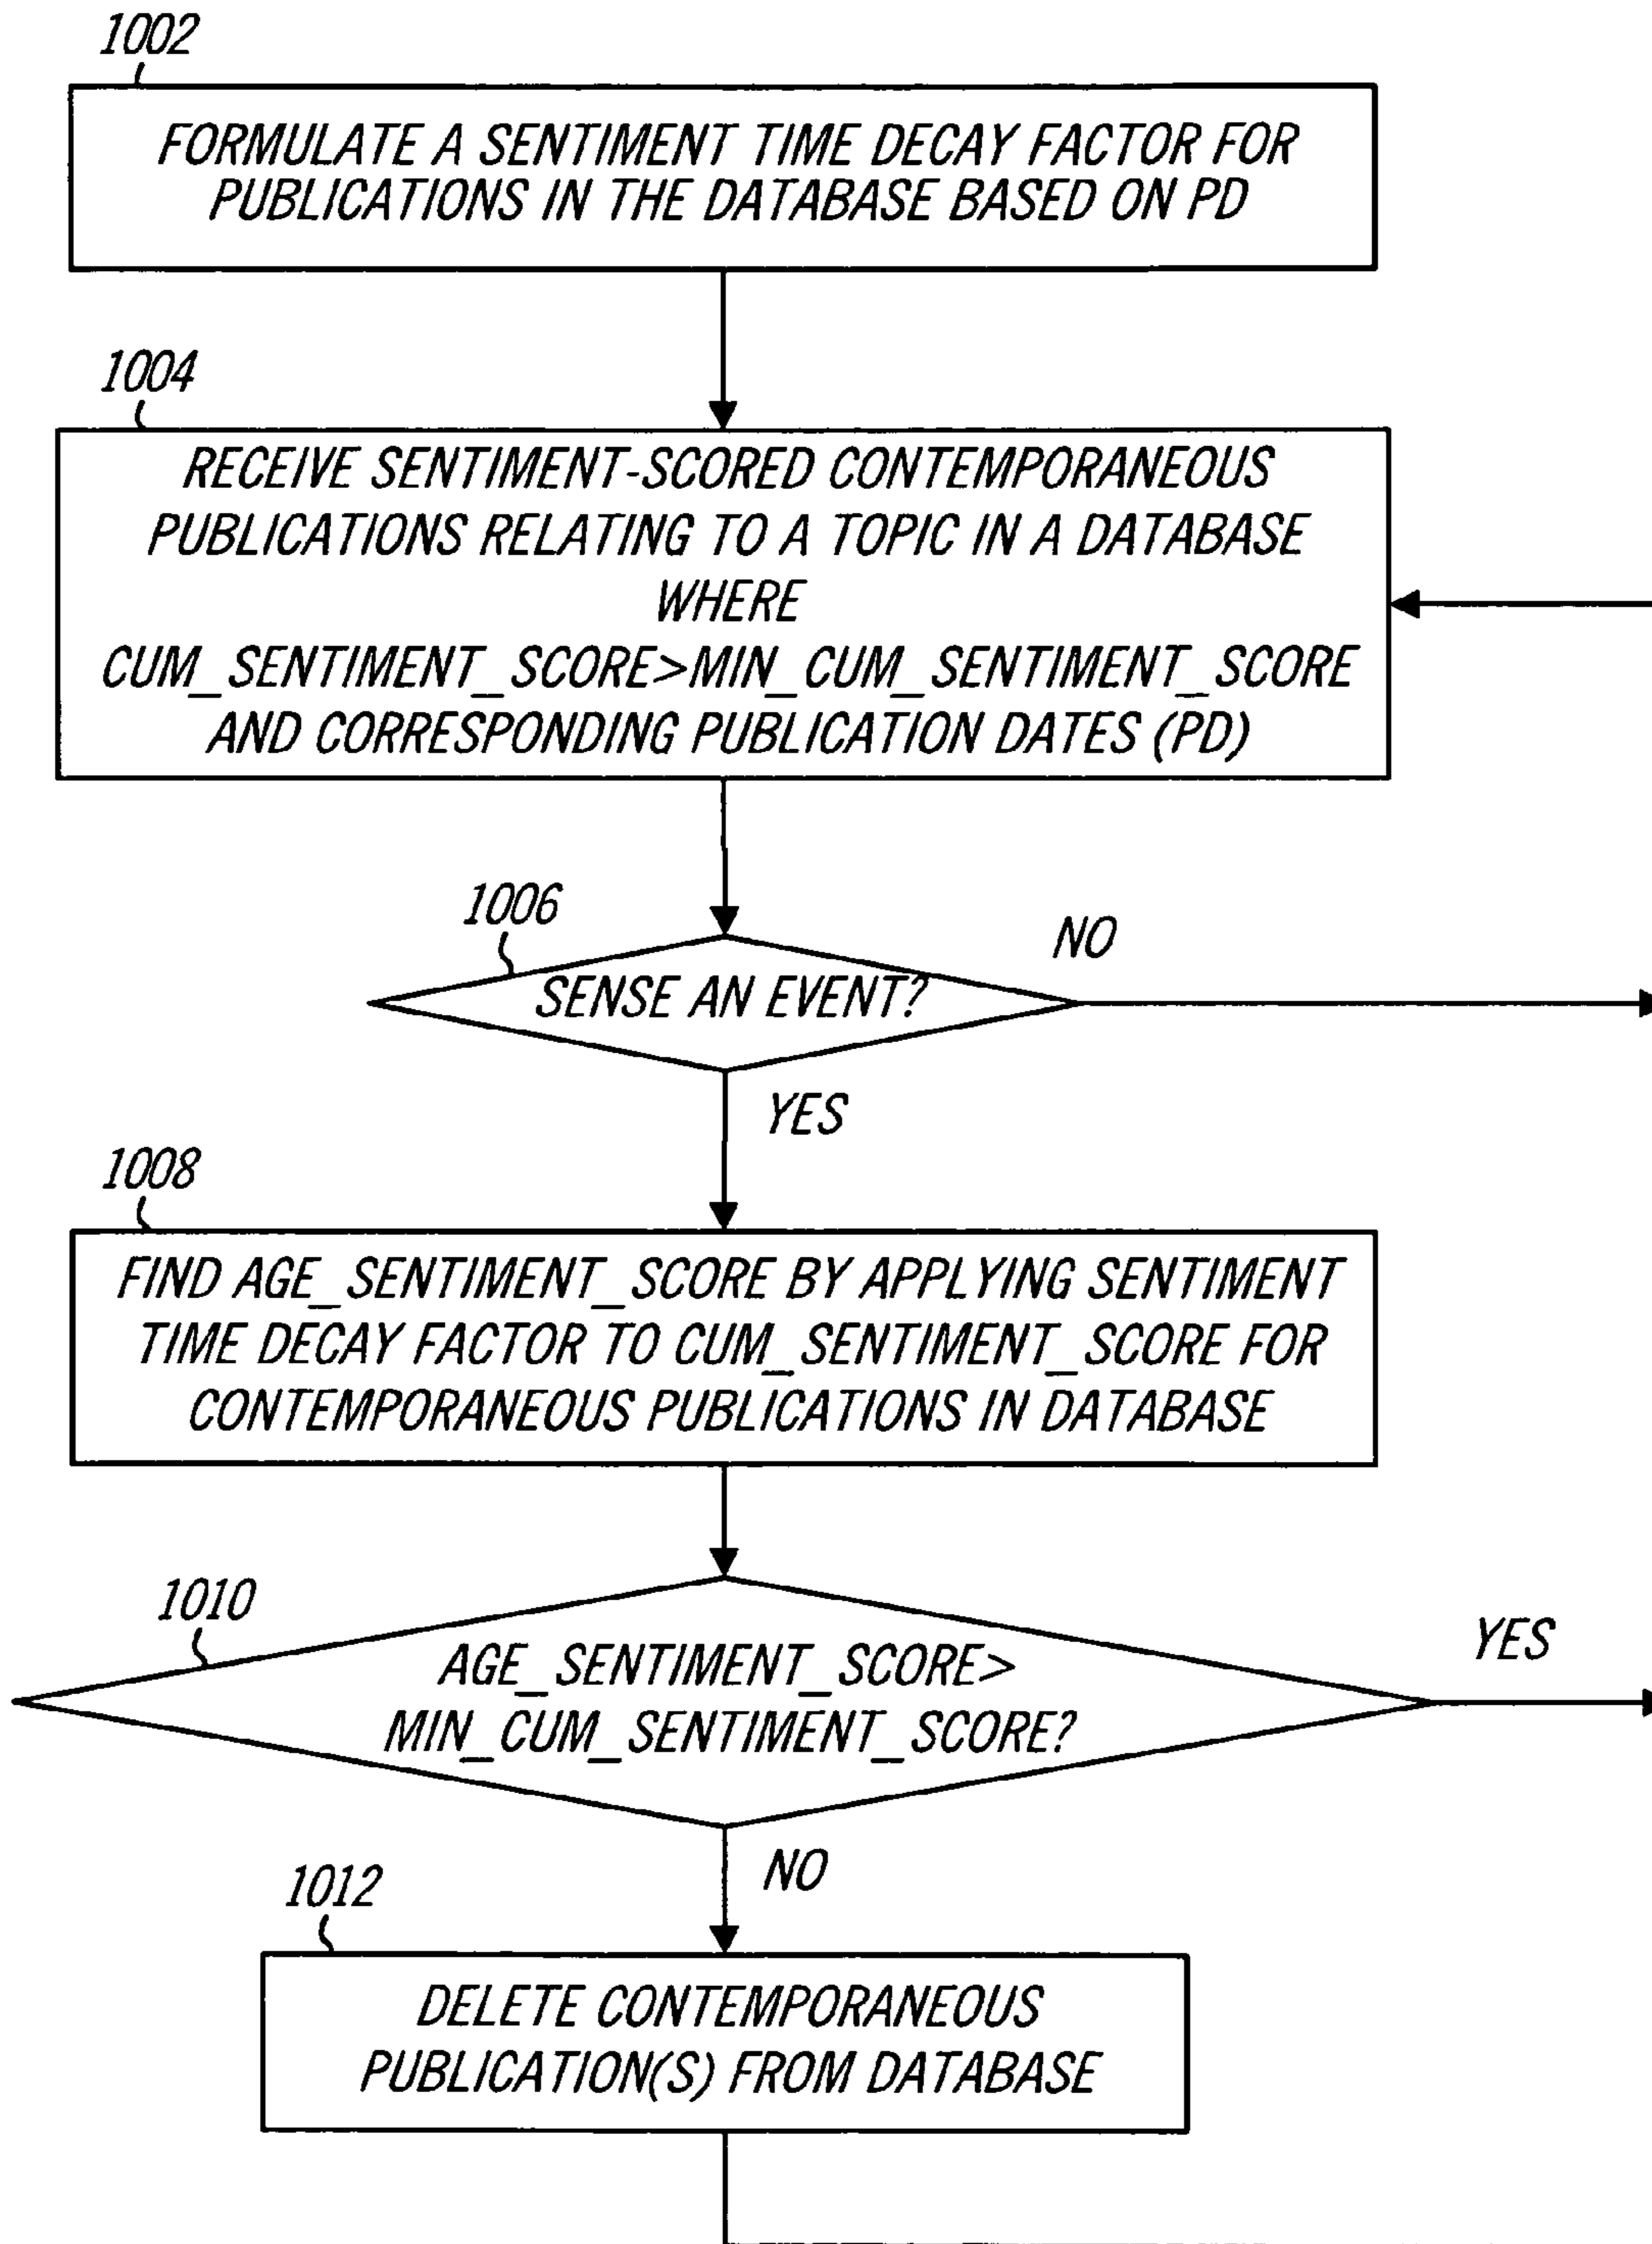 1002
FORMULATE A SENTIMENT TIME DECAY FACTOR FOR
PUBLICATIONS IN THE DATABASE BASED ON PD
1004
RECEIVE SENTIMENT-SCORED CONTEMPORANEOUS
PUBLICATIONS RELATING TO A TOPIC IN A DATABASE
WHERE
CUM_SENTIMENT_SCORE>MIN_CUM_SENTIMENT_SCORE
AND CORRESPONDING PUBLICATION DATES (PD)
1006
NO
SENSE AN EVENT?
YES
1008
FIND AGE_SENTIMENT_SCORE BY APPLYING SENTIMENT
TIME DECAY FACTOR TO CUM_SENTIMENT_SCORE FOR
CONTEMPORANEOUS PUBLICATIONS IN DATABASE
1010
YES
AGE_SENTIMENT_SCORE>
MIN_CUM_SENTIMENT_SCORE?
NO
1012
DELETE CONTEMPORANEOUS
PUBLICATION(S) FROM DATABASE